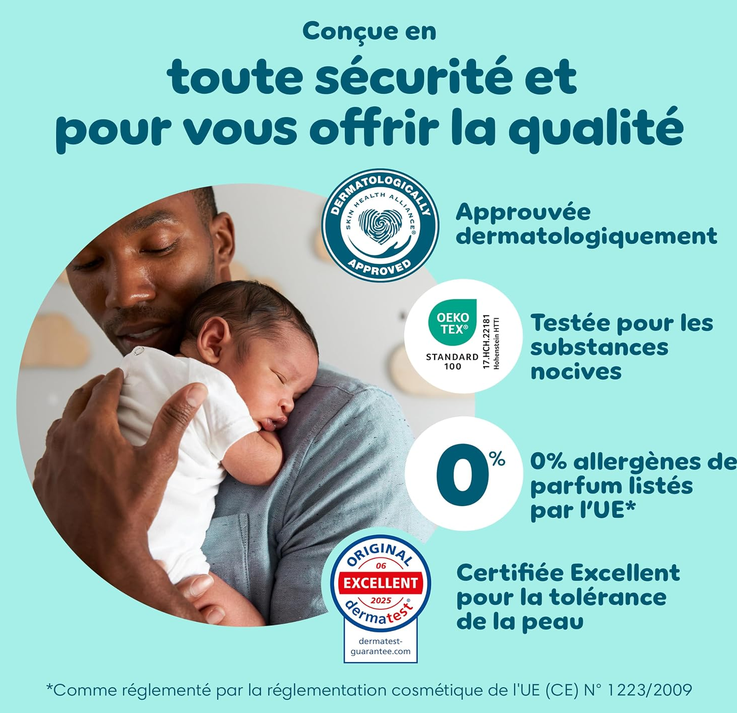 Conçue en
toute sécurité et
pour vous offrir la qualité
DERMATOLOGICALLY
SKIN HEALTH ALLIANCE®
APPROVED
Approuvée
dermatologiquement
OEKO
TEX®
STANDARD
100
17.HCH.22181
Hohenstein HTTI
Testée pour les
substances
nocives
0%
0% allergènes de
parfum listés
par l'UE*
ORIGINAL
06
EXCELLENT
2025
dermatest®
dermatest-
guarantee.com
Certifiée Excellent
pour la tolérance
de la peau
*Comme réglementé par la réglementation cosmétique de l'UE (CE) N° 1223/2009